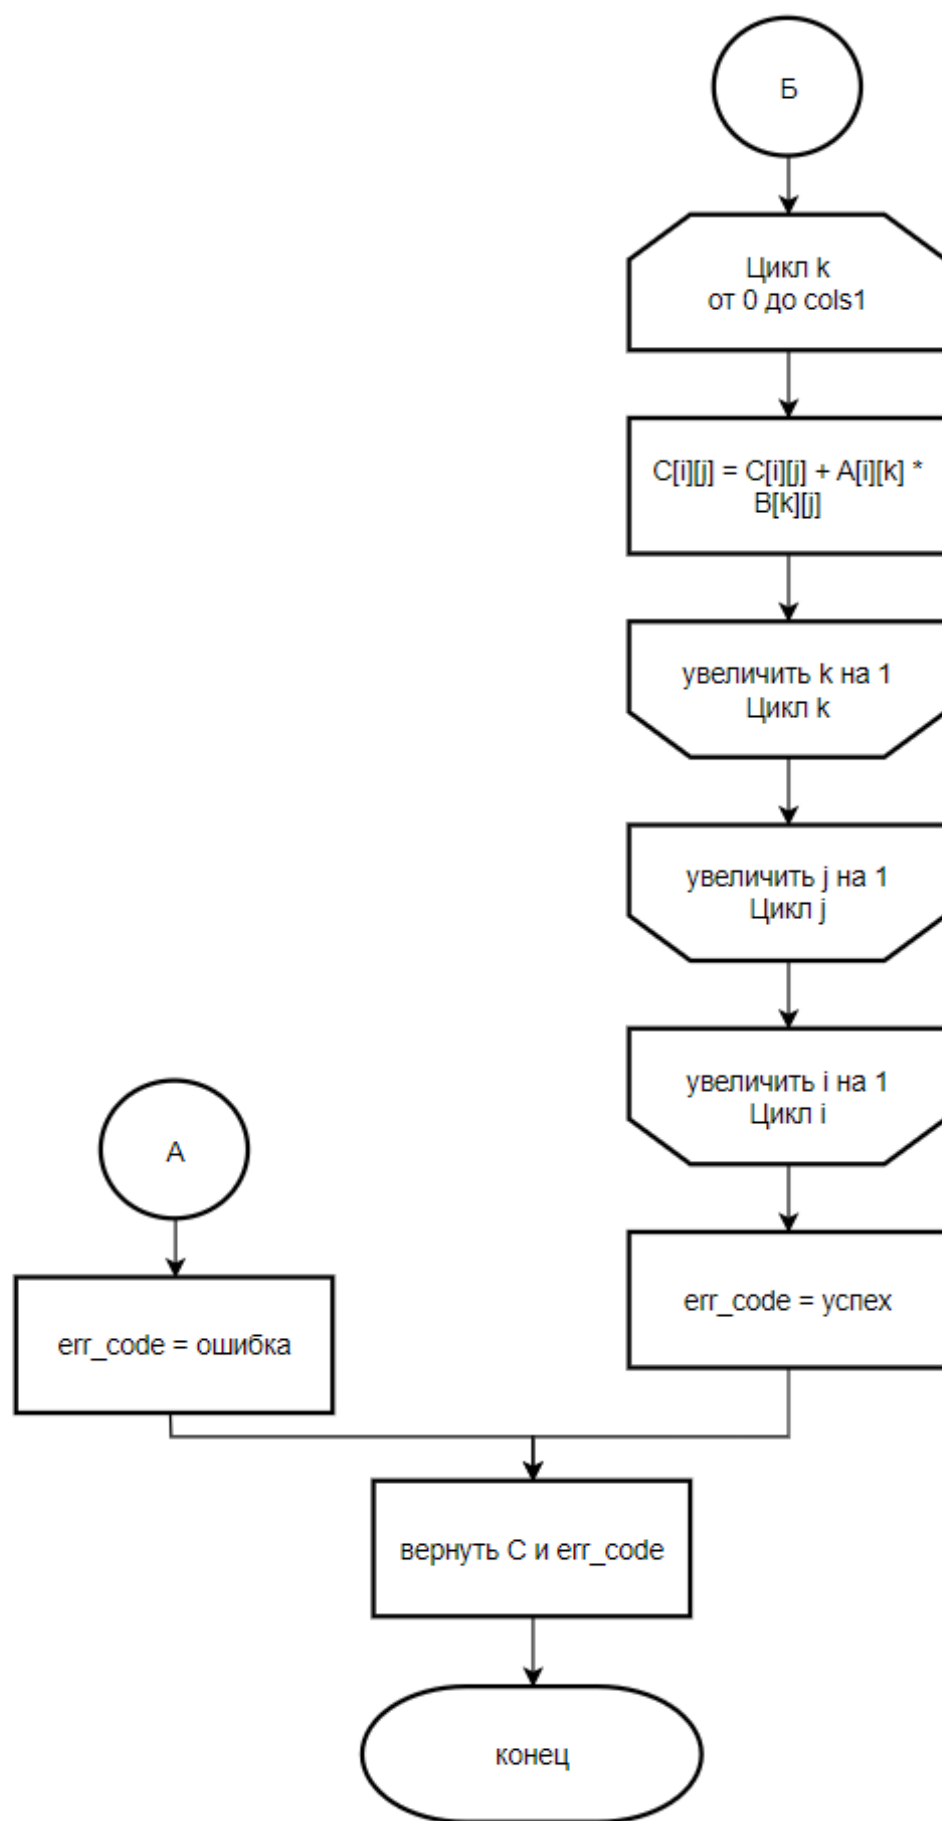 Б
Цикл k
от 0 до cols1
C[i][j] = C[i][j] + A[i][k] *
B[k][j]
увеличить k на 1
Цикл k
увеличить j на 1
Цикл j
увеличить i на 1
Цикл i
А
err_code = ошибка
err_code = успех
вернуть C и err_code
конец